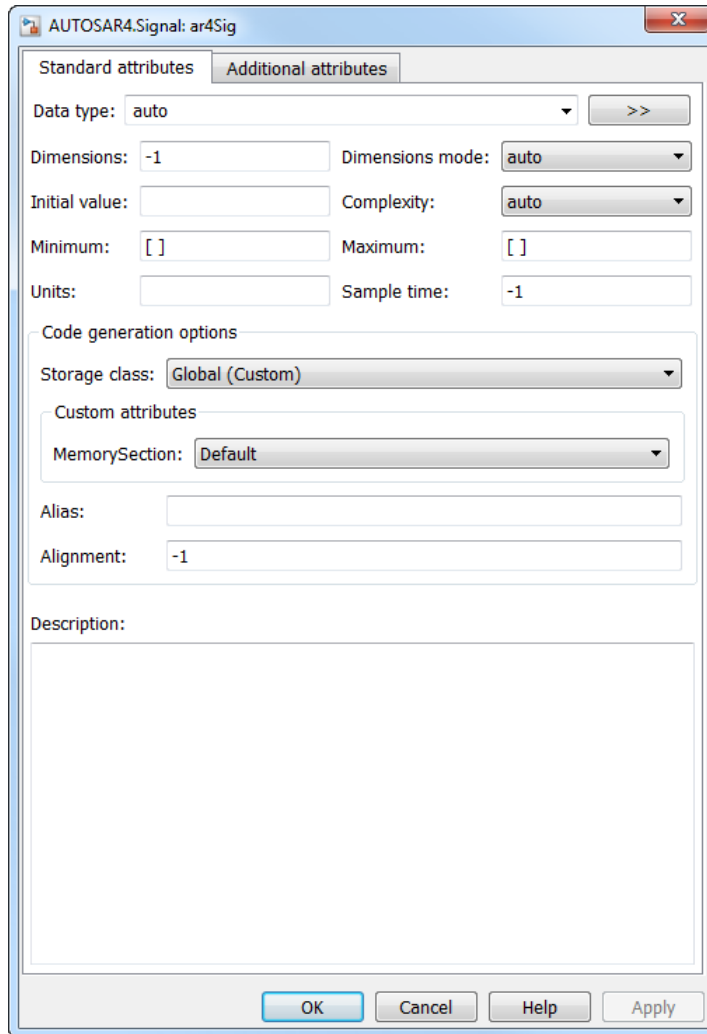 AUTOSAR4.Signal: ar4Sig
Standard attributes Additional attributes
Data type: auto >>
Dimensions: -1 Dimensions mode: auto
Initial value: Complexity: auto
Minimum: [ ] Maximum: [ ]
Units: Sample time: -1
Code generation options
Storage class: Global (Custom)
Custom attributes
MemorySection: Default
Alias:
Alignment: -1
Description:
OK Cancel Help Apply